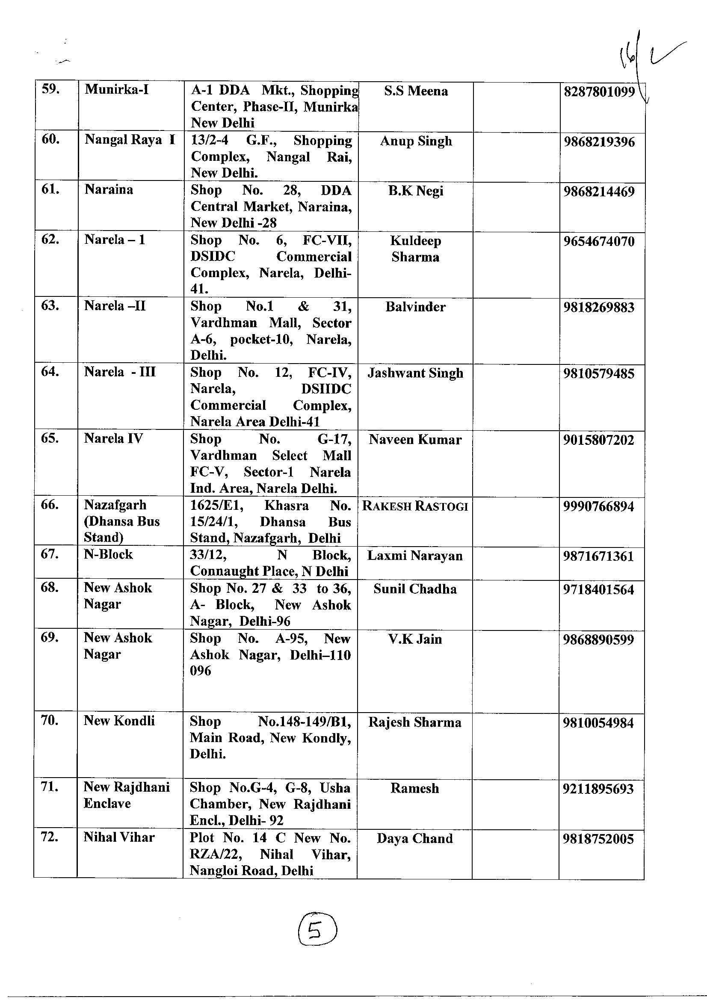 16/2
59. Munirka-I A-1 DDA Mkt., Shopping S.S Meena 8287801099
Center, Phase-II, Munirka
New Delhi
60. Nangal Raya I 13/2-4 G.F., Shopping Anup Singh 9868219396
Complex, Nangal Rai,
New Delhi.
61. Naraina Shop No. 28, DDA B.K Negi 9868214469
Central Market, Naraina,
New Delhi -28
62. Narela – 1 Shop No. 6, FC-VII, Kuldeep 9654674070
DSIDC Commercial Sharma
Complex, Narela, Delhi-
41.
63. Narela –II Shop No.1 & 31, Balvinder 9818269883
Vardhman Mall, Sector
A-6, pocket-10, Narela,
Delhi.
64. Narela - III Shop No. 12, FC-IV, Jashwant Singh 9810579485
Narela, DSIIDC
Commercial Complex,
Narela Area Delhi-41
65. Narela IV Shop No. G-17, Naveen Kumar 9015807202
Vardhman Select Mall
FC-V, Sector-1 Narela
Ind. Area, Narela Delhi.
66. Nazafgarh 1625/E1, Khasra No. RAKESH RASTOGI 9990766894
(Dhansa Bus 15/24/1, Dhansa Bus
Stand) Stand, Nazafgarh, Delhi
67. N-Block 33/12, N Block, Laxmi Narayan 9871671361
Connaught Place, N Delhi
68. New Ashok Shop No. 27 & 33 to 36, Sunil Chadha 9718401564
Nagar A- Block, New Ashok
Nagar, Delhi-96
69. New Ashok Shop No. A-95, New V.K Jain 9868890599
Nagar Ashok Nagar, Delhi–110
096
70. New Kondli Shop No.148-149/B1, Rajesh Sharma 9810054984
Main Road, New Kondly,
Delhi.
71. New Rajdhani Shop No.G-4, G-8, Usha Ramesh 9211895693
Enclave Chamber, New Rajdhani
Encl., Delhi- 92
72. Nihal Vihar Plot No. 14 C New No. Daya Chand 9818752005
RZA/22, Nihal Vihar,
Nangloi Road, Delhi
5